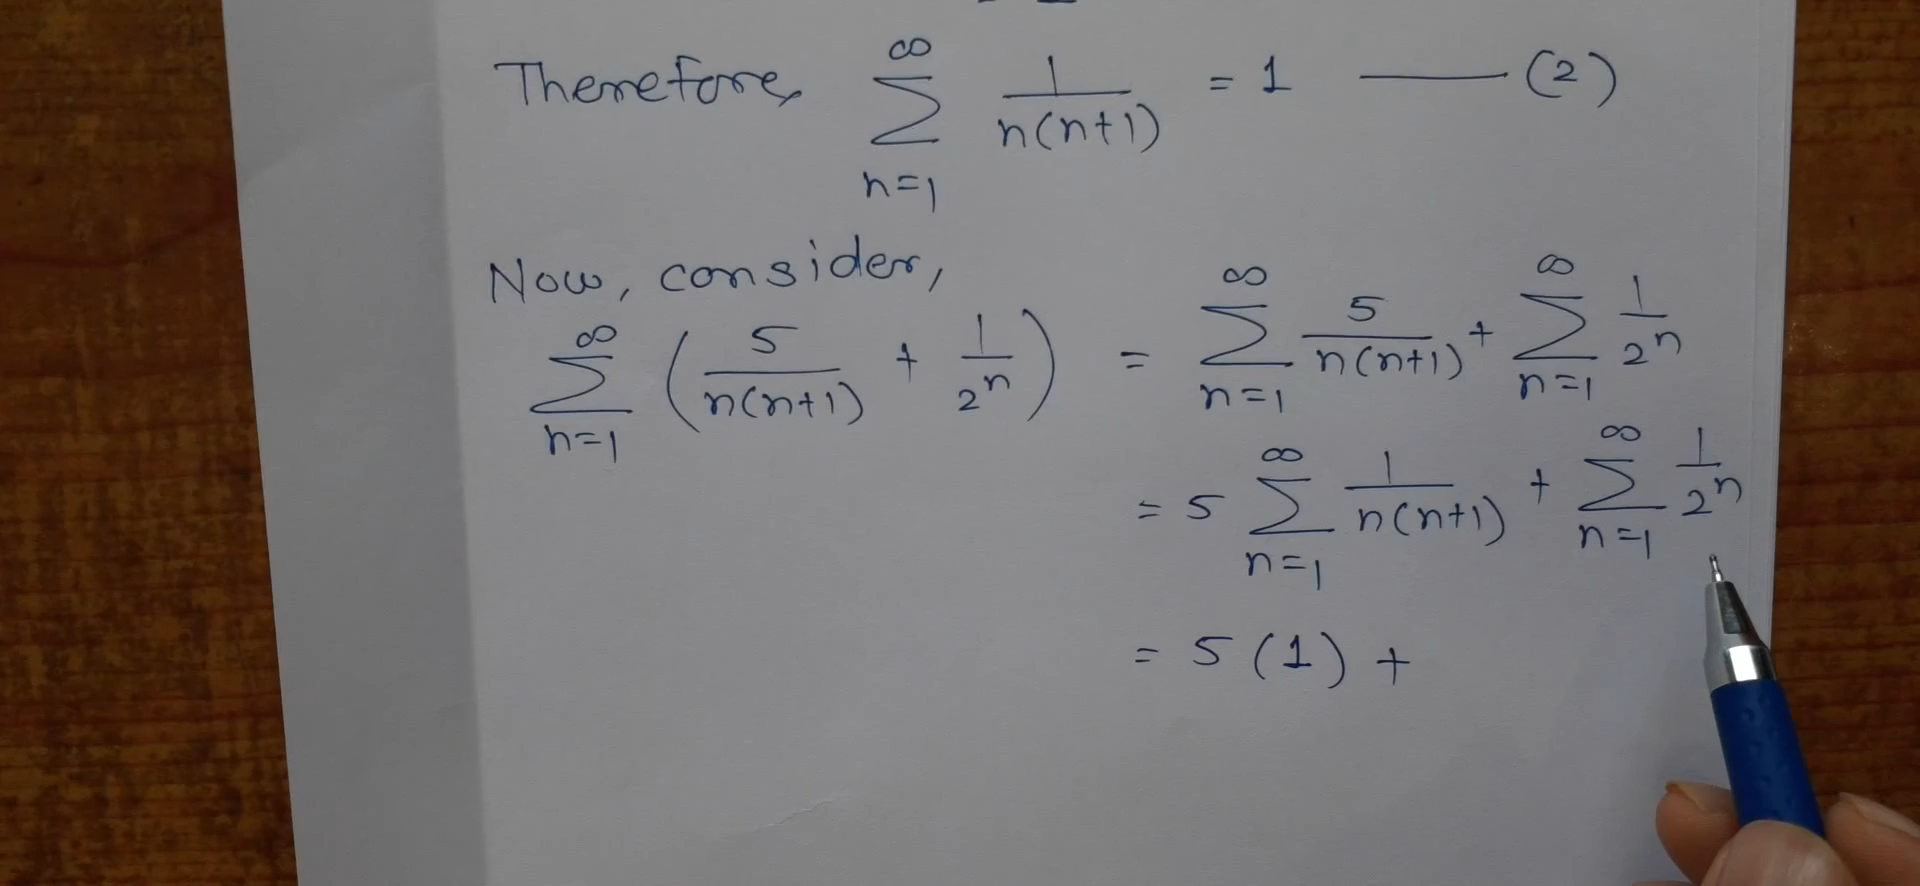 Therefore, ∞ ∑ n=1 1/n(n+1) = 1 —— (2)
Now, consider,
∞ ∑ n=1 (5/n(n+1) + 1/2^n) = ∞ ∑ n=1 5/n(n+1) + ∞ ∑ n=1 1/2^n
= 5 ∞ ∑ n=1 1/n(n+1) + ∞ ∑ n=1 1/2^n
= 5 (1) +